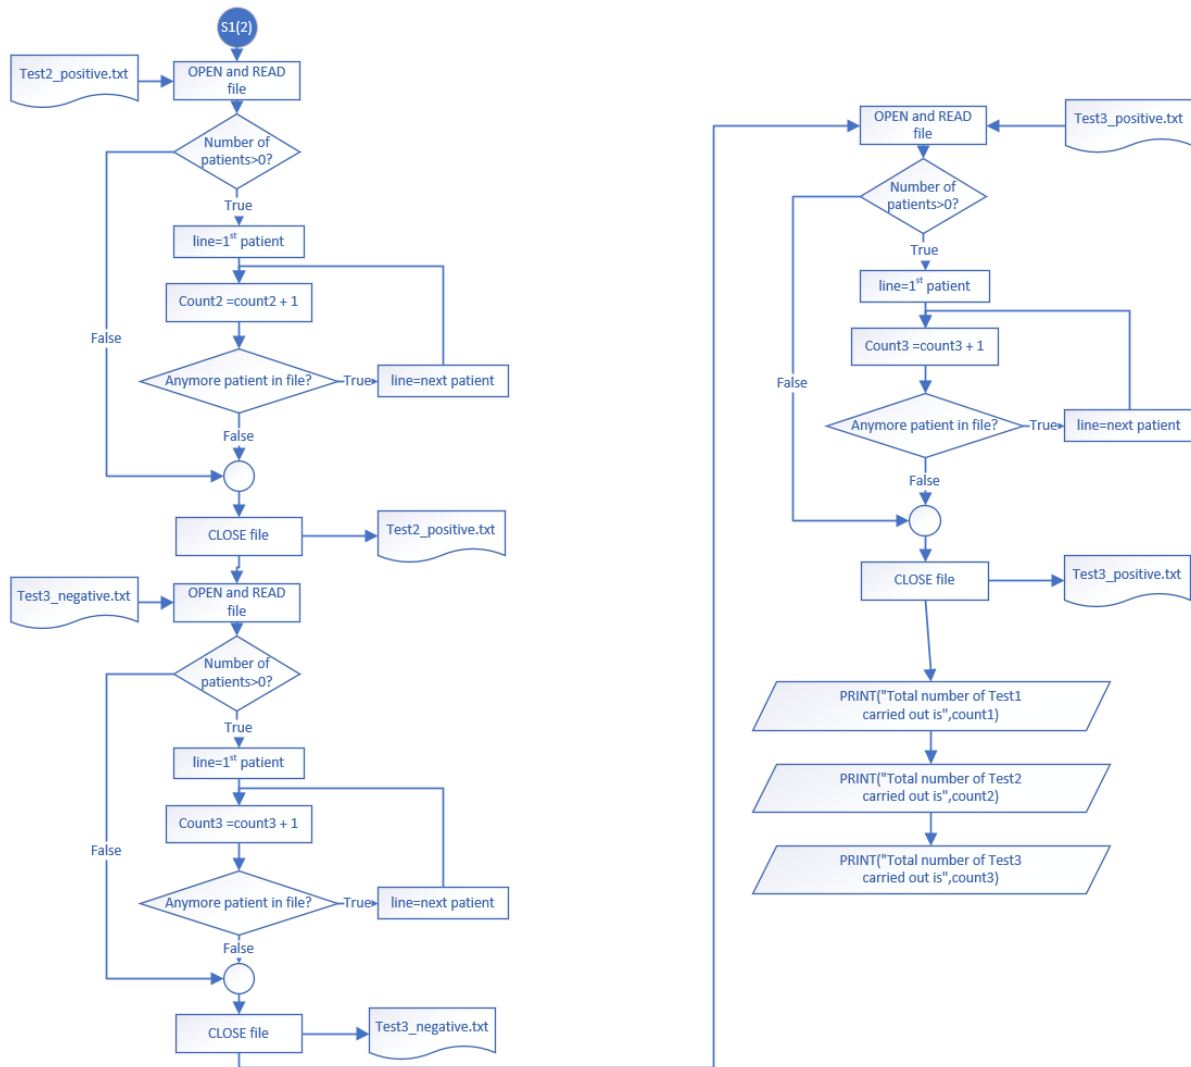 S1(2)
Test2_positive.txt
OPEN and READ
file
Number of
patients>0?
True
line=1st patient
Count2 =count2 + 1
False
Anymore patient in file?
True
line=next patient
False
CLOSE file
Test2_positive.txt
Test3_negative.txt
OPEN and READ
file
Number of
patients>0?
True
line=1st patient
Count3 =count3 + 1
False
Anymore patient in file?
True
line=next patient
False
CLOSE file
Test3_negative.txt
OPEN and READ
file
Test3_positive.txt
Number of
patients>0?
True
line=1st patient
Count3 =count3 + 1
False
Anymore patient in file?
True
line=next patient
False
CLOSE file
Test3_positive.txt
PRINT("Total number of Test1
carried out is",count1)
PRINT("Total number of Test2
carried out is",count2)
PRINT("Total number of Test3
carried out is",count3)